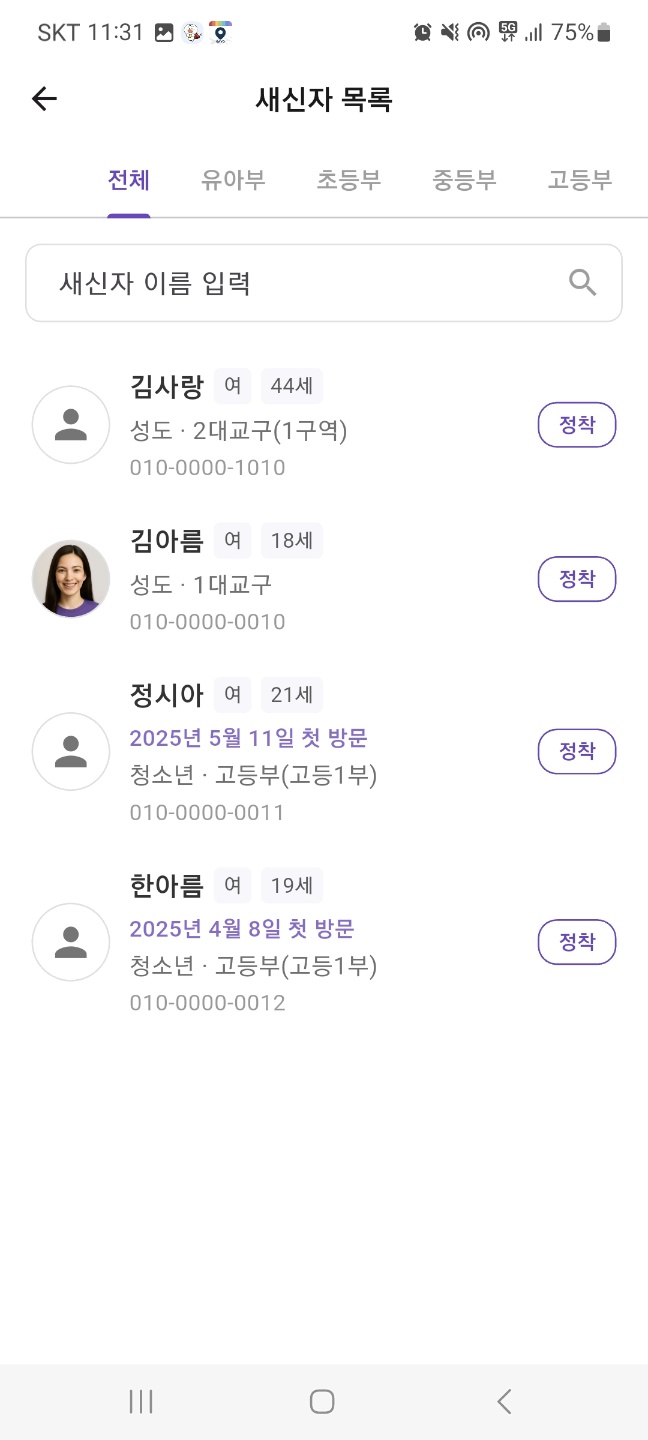 SKT 11:31 5G 75%
새신자 목록
전체 유아부 초등부 중등부 고등부
새신자 이름 입력
김사랑 여 44세
성도 · 2대교구(1구역)
010-0000-1010
정착
김아름 여 18세
성도 · 1대교구
010-0000-0010
정착
정시아 여 21세
2025년 5월 11일 첫 방문
청소년 · 고등부(고등1부)
010-0000-0011
정착
한아름 여 19세
2025년 4월 8일 첫 방문
청소년 · 고등부(고등1부)
010-0000-0012
정착